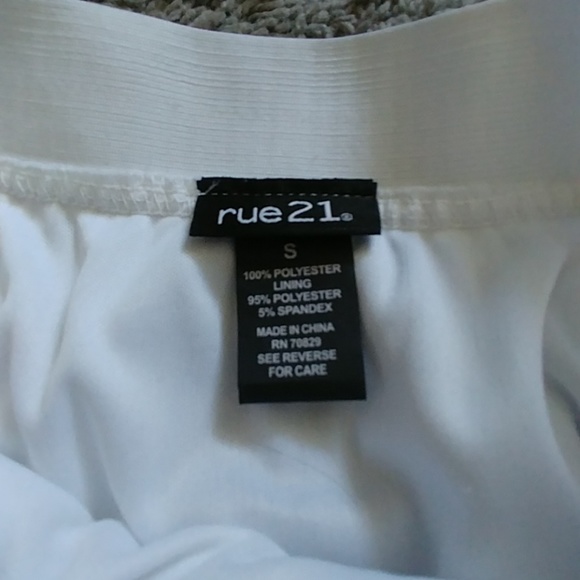 rue21®
S
100% POLYESTER
LINING
95% POLYESTER
5% SPANDEX
MADE IN CHINA
RN 70829
SEE REVERSE
FOR CARE